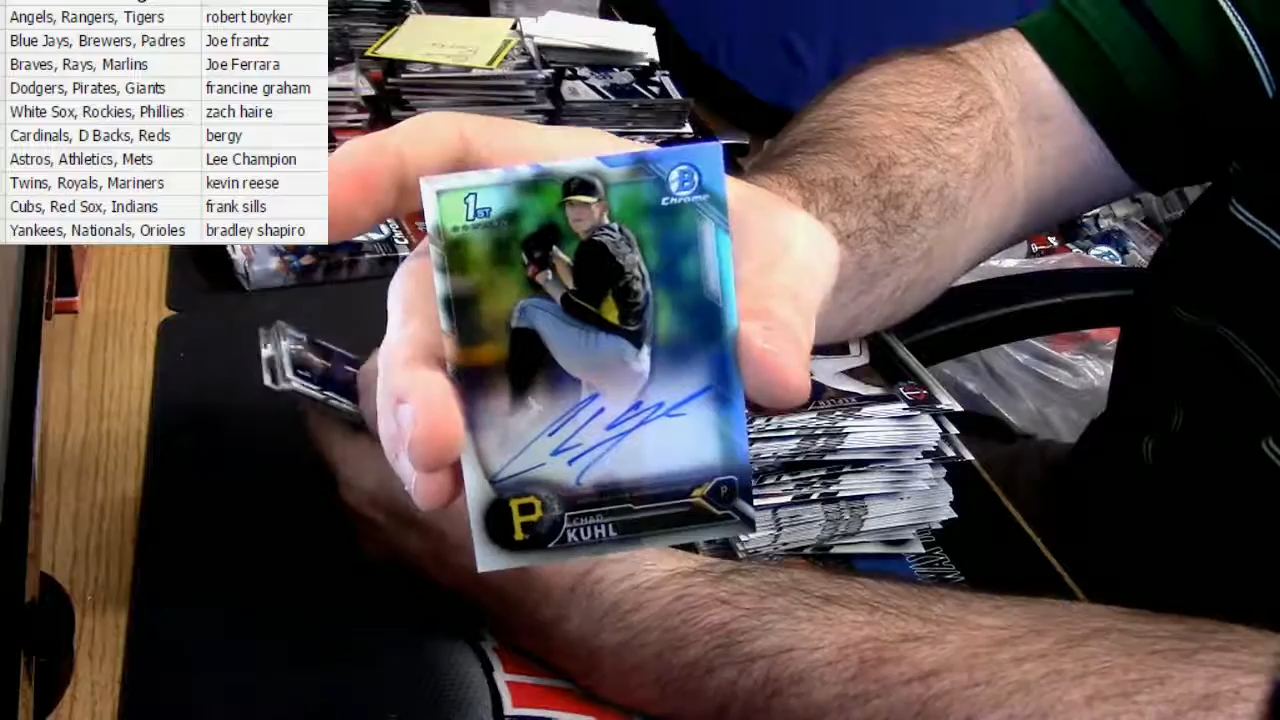 Angels, Rangers, Tigers robert boyker
Blue Jays, Brewers, Padres Joe frantz
Braves, Rays, Marlins Joe Ferrara
Dodgers, Pirates, Giants francine graham
White Sox, Rockies, Phillies zach haire
Cardinals, D Backs, Reds bergy
Astros, Athletics, Mets Lee Champion
Twins, Royals, Mariners kevin reese
Cubs, Red Sox, Indians frank sills
Yankees, Nationals, Orioles bradley shapiro
1ST
B
Chrome
P
P
CHAD
KUHL